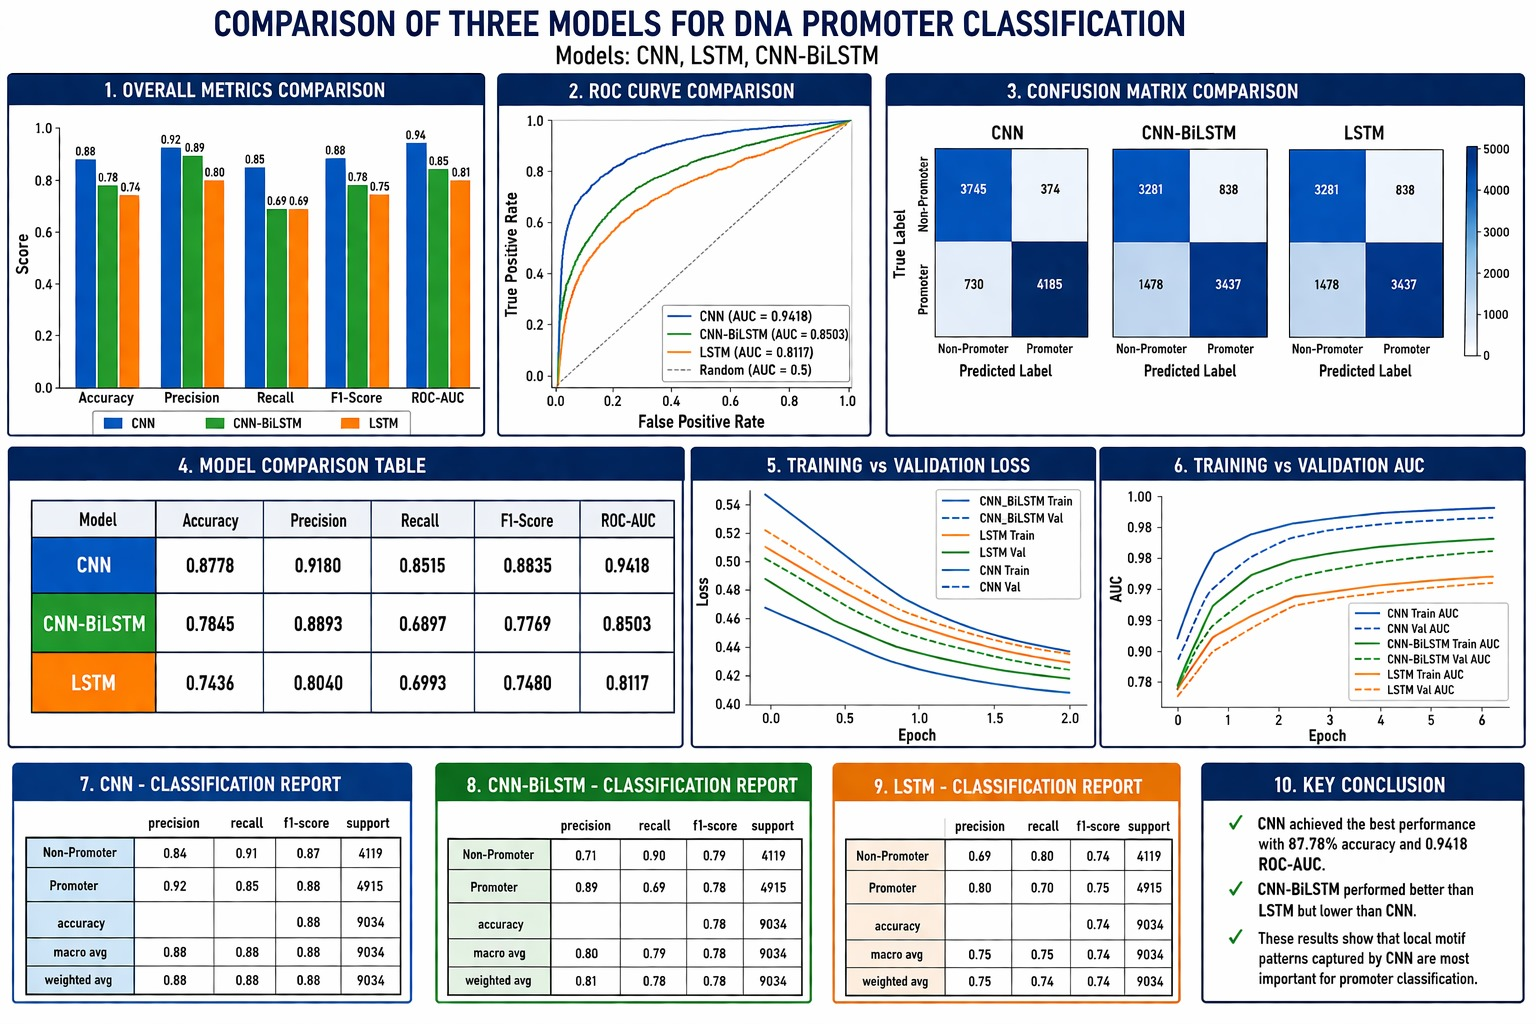 COMPARISON OF THREE MODELS FOR DNA PROMOTER CLASSIFICATION
Models: CNN, LSTM, CNN-BiLSTM
1. OVERALL METRICS COMPARISON
Score
1.0
0.8
0.6
0.4
0.2
0.0
0.88 0.78 0.74
0.92 0.89 0.80
0.85 0.69 0.69
0.88 0.78 0.75
0.94 0.85 0.81
Accuracy Precision Recall F1-Score ROC-AUC
CNN CNN-BiLSTM LSTM
2. ROC CURVE COMPARISON
True Positive Rate
1.0
0.8
0.6
0.4
0.2
0.0
CNN (AUC = 0.9418)
CNN-BiLSTM (AUC = 0.8503)
LSTM (AUC = 0.8117)
Random (AUC = 0.5)
0.0 0.2 0.4 0.6 0.8 1.0
False Positive Rate
3. CONFUSION MATRIX COMPARISON
True Label
Non-Promoter
Promoter
CNN
3745 374
730 4185
Non-Promoter Promoter
Predicted Label
CNN-BiLSTM
3281 838
1478 3437
Non-Promoter Promoter
Predicted Label
LSTM
3281 838
1478 3437
Non-Promoter Promoter
Predicted Label
5000
4000
3000
2000
1000
0
4. MODEL COMPARISON TABLE
Model Accuracy Precision Recall F1-Score ROC-AUC
CNN 0.8778 0.9180 0.8515 0.8835 0.9418
CNN-BiLSTM 0.7845 0.8893 0.6897 0.7769 0.8503
LSTM 0.7436 0.8040 0.6993 0.7480 0.8117
5. TRAINING vs VALIDATION LOSS
Loss
0.54
0.52
0.50
0.48
0.46
0.44
0.42
0.40
CNN_BiLSTM Train
CNN_BiLSTM Val
LSTM Train
LSTM Val
CNN Train
CNN Val
0.0 0.5 1.0 1.5 2.0
Epoch
6. TRAINING vs VALIDATION AUC
AUC
1.00
0.98
0.98
0.99
0.93
0.90
0.78
CNN Train AUC
CNN Val AUC
CNN-BiLSTM Train AUC
CNN-BiLSTM Val AUC
LSTM Train AUC
LSTM Val AUC
0 1 2 3 4 5 6
Epoch
7. CNN - CLASSIFICATION REPORT
precision recall f1-score support
Non-Promoter 0.84 0.91 0.87 4119
Promoter 0.92 0.85 0.88 4915
accuracy 0.88 9034
macro avg 0.88 0.88 0.88 9034
weighted avg 0.88 0.88 0.88 9034
8. CNN-BiLSTM - CLASSIFICATION REPORT
precision recall f1-score support
Non-Promoter 0.71 0.90 0.79 4119
Promoter 0.89 0.69 0.78 4915
accuracy 0.78 9034
macro avg 0.80 0.79 0.78 9034
weighted avg 0.81 0.78 0.78 9034
9. LSTM - CLASSIFICATION REPORT
precision recall f1-score support
Non-Promoter 0.69 0.80 0.74 4119
Promoter 0.80 0.70 0.75 4915
accuracy 0.74 9034
macro avg 0.75 0.75 0.74 9034
weighted avg 0.75 0.74 0.74 9034
10. KEY CONCLUSION
✓ CNN achieved the best performance
with 87.78% accuracy and 0.9418
ROC-AUC.
✓ CNN-BiLSTM performed better than
LSTM but lower than CNN.
✓ These results show that local motif
patterns captured by CNN are most
important for promoter classification.